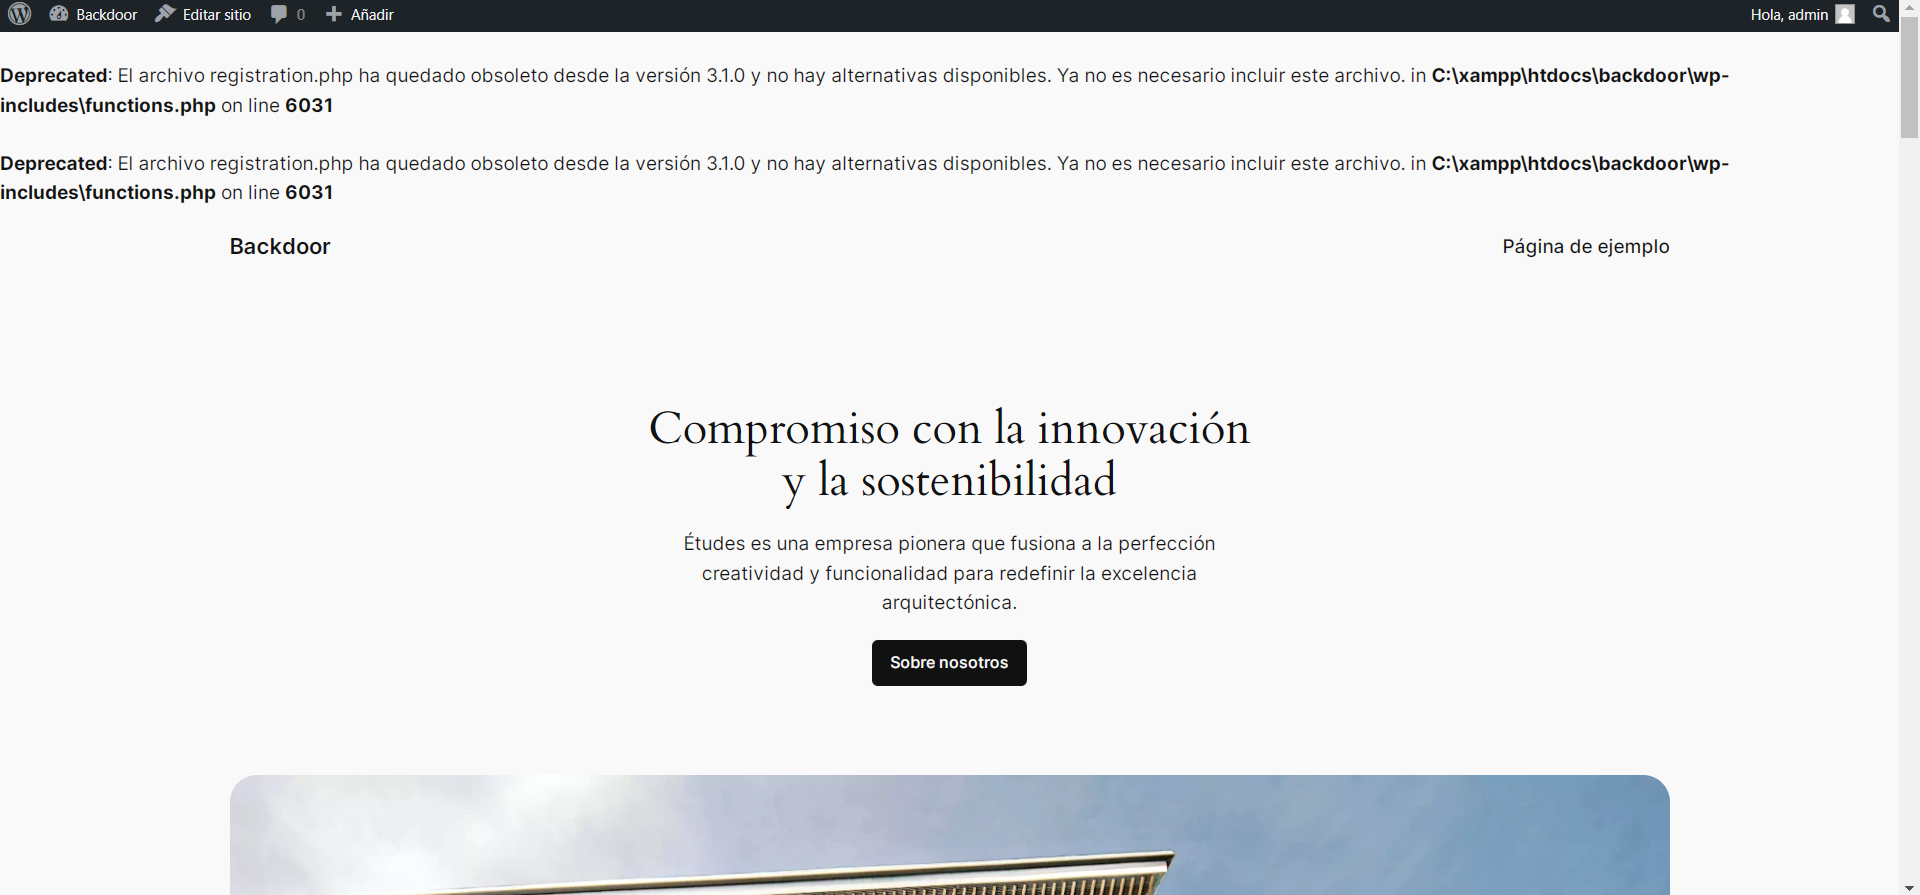 Backdoor Editar sitio 0 Añadir Hola, admin
Deprecated: El archivo registration.php ha quedado obsoleto desde la versión 3.1.0 y no hay alternativas disponibles. Ya no es necesario incluir este archivo. in C:\xampp\htdocs\backdoor\wp-
includes\functions.php on line 6031
Deprecated: El archivo registration.php ha quedado obsoleto desde la versión 3.1.0 y no hay alternativas disponibles. Ya no es necesario incluir este archivo. in C:\xampp\htdocs\backdoor\wp-
includes\functions.php on line 6031
Backdoor Página de ejemplo
Compromiso con la innovación
y la sostenibilidad
Études es una empresa pionera que fusiona a la perfección
creatividad y funcionalidad para redefinir la excelencia
arquitectónica.
Sobre nosotros